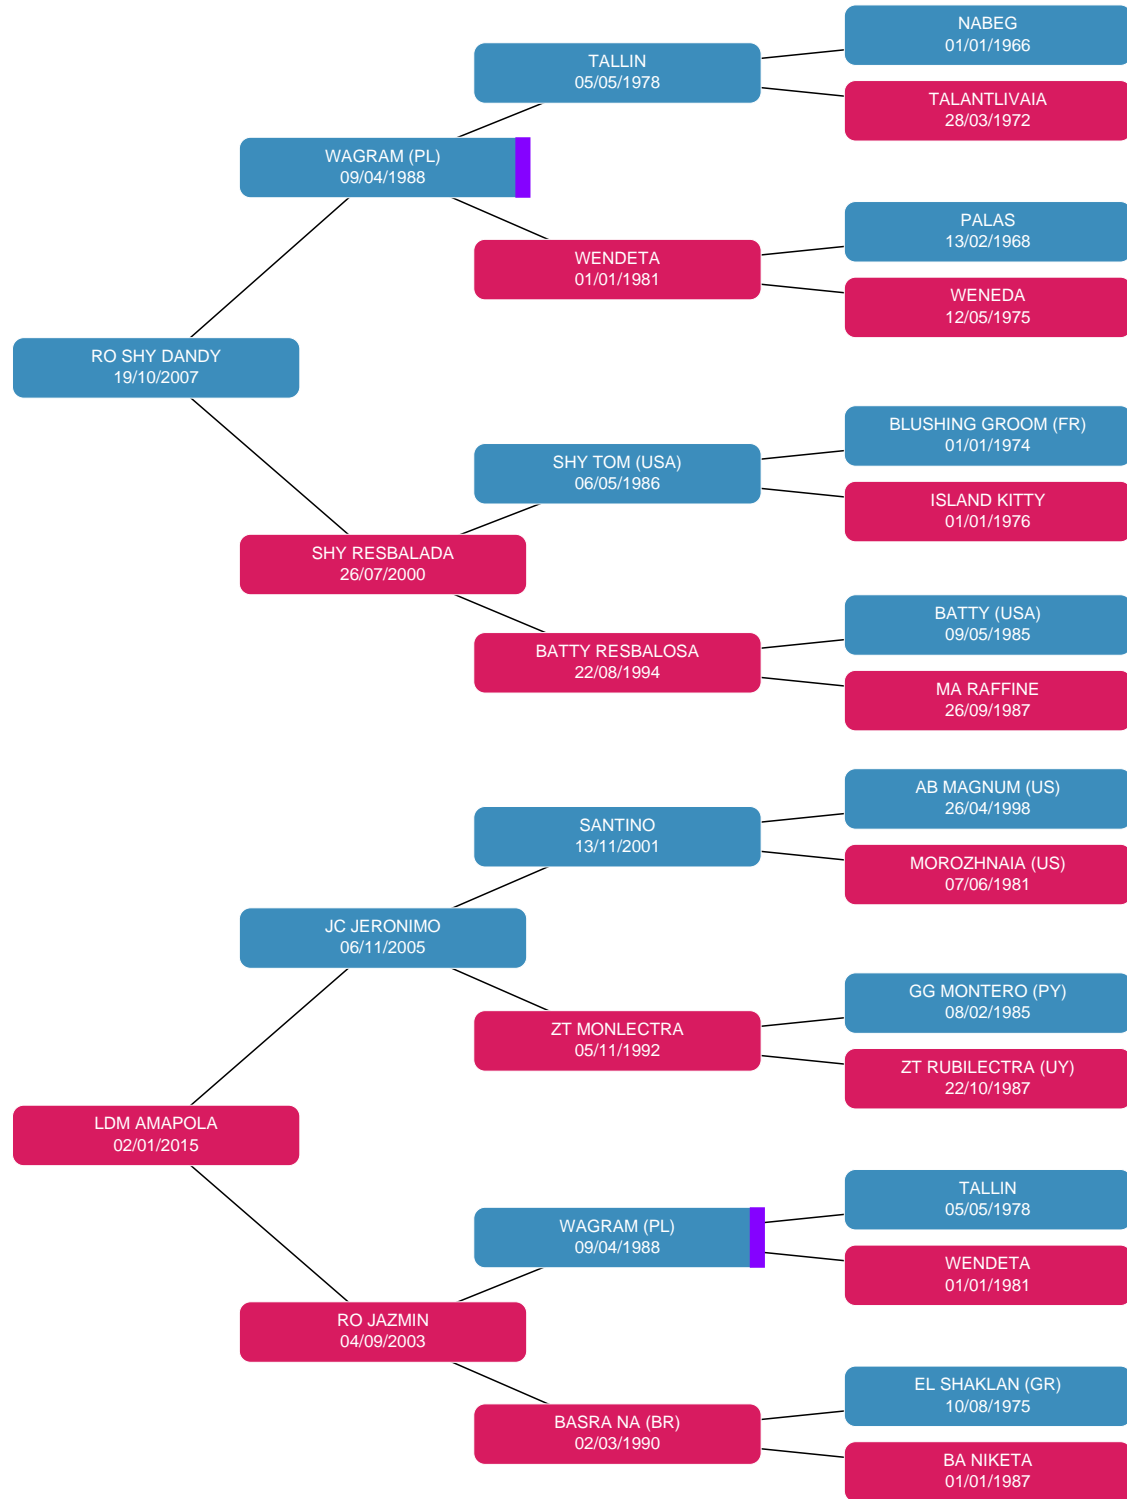 NABEG
01/01/1966
TALLIN
05/05/1978
TALANTLIVAIA
28/03/1972
WAGRAM (PL)
09/04/1988
PALAS
13/02/1968
WENDETA
01/01/1981
WENEDA
12/05/1975
RO SHY DANDY
19/10/2007
BLUSHING GROOM (FR)
01/01/1974
SHY TOM (USA)
06/05/1986
ISLAND KITTY
01/01/1976
SHY RESBALADA
26/07/2000
BATTY (USA)
09/05/1985
BATTY RESBALOSA
22/08/1994
MA RAFFINE
26/09/1987
AB MAGNUM (US)
26/04/1998
SANTINO
13/11/2001
MOROZHNAIA (US)
07/06/1981
JC JERONIMO
06/11/2005
GG MONTERO (PY)
08/02/1985
ZT MONLECTRA
05/11/1992
ZT RUBILECTRA (UY)
22/10/1987
LDM AMAPOLA
02/01/2015
TALLIN
05/05/1978
WAGRAM (PL)
09/04/1988
WENDETA
01/01/1981
RO JAZMIN
04/09/2003
EL SHAKLAN (GR)
10/08/1975
BASRA NA (BR)
02/03/1990
BA NIKETA
01/01/1987